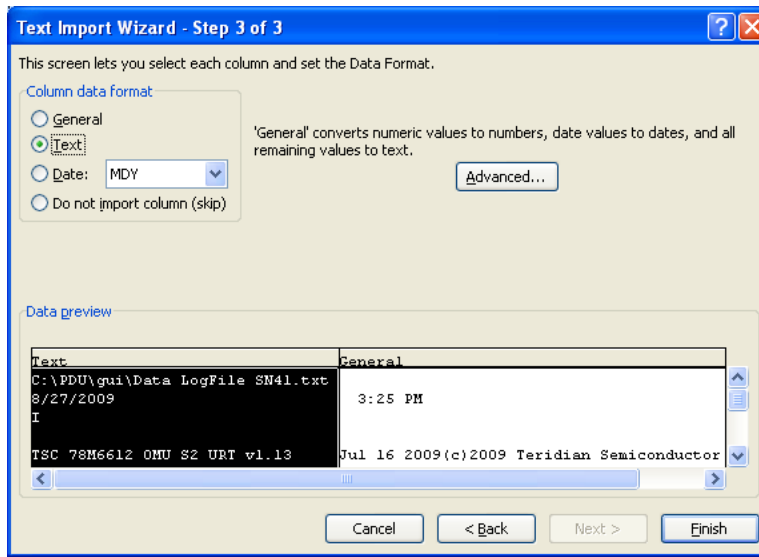 Text Import Wizard - Step 3 of 3
This screen lets you select each column and set the Data Format.
Column data format
General
Text
Date: MDY
Do not import column (skip)
'General' converts numeric values to numbers, date values to dates, and all
remaining values to text.
Advanced...
Data preview
Text General
C:\PDU\gui\Data LogFile SN41.txt
8/27/2009 3:25 PM
I
TSC 78M6612 OMU S2 URT v1.13 Jul 16 2009(c)2009 Teridian Semiconductor
Cancel < Back Next > Finish